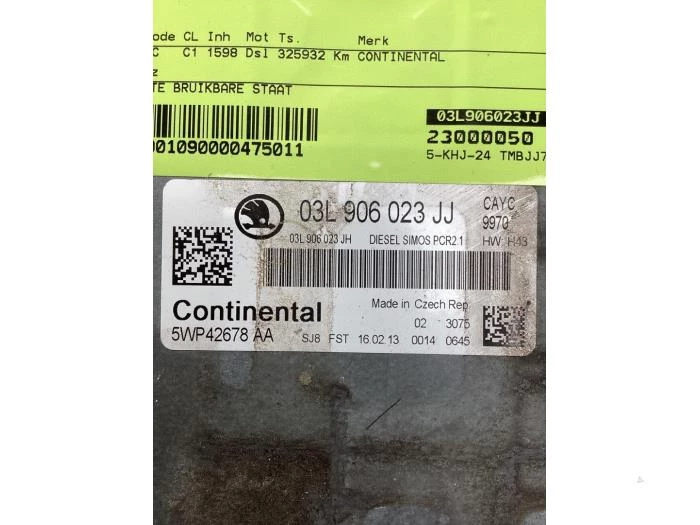 ode CL Inh Mot Ts. Merk
C C1 1598 Dsl 325932 Km CONTINENTAL
z
TE BRUIKBARE STAAT
03L906023JJ
01090000475011 23000050
5-KHJ-24 TMBJJ7
03L 906 023 JJ CAYC
9970
03L 906 023 JH DIESEL SIMOS PCR2.1 HW: H43
Continental Made in Czech Rep.
02 3075
5WP42678 AA SJ8 FST 16.02.13 0014 0645